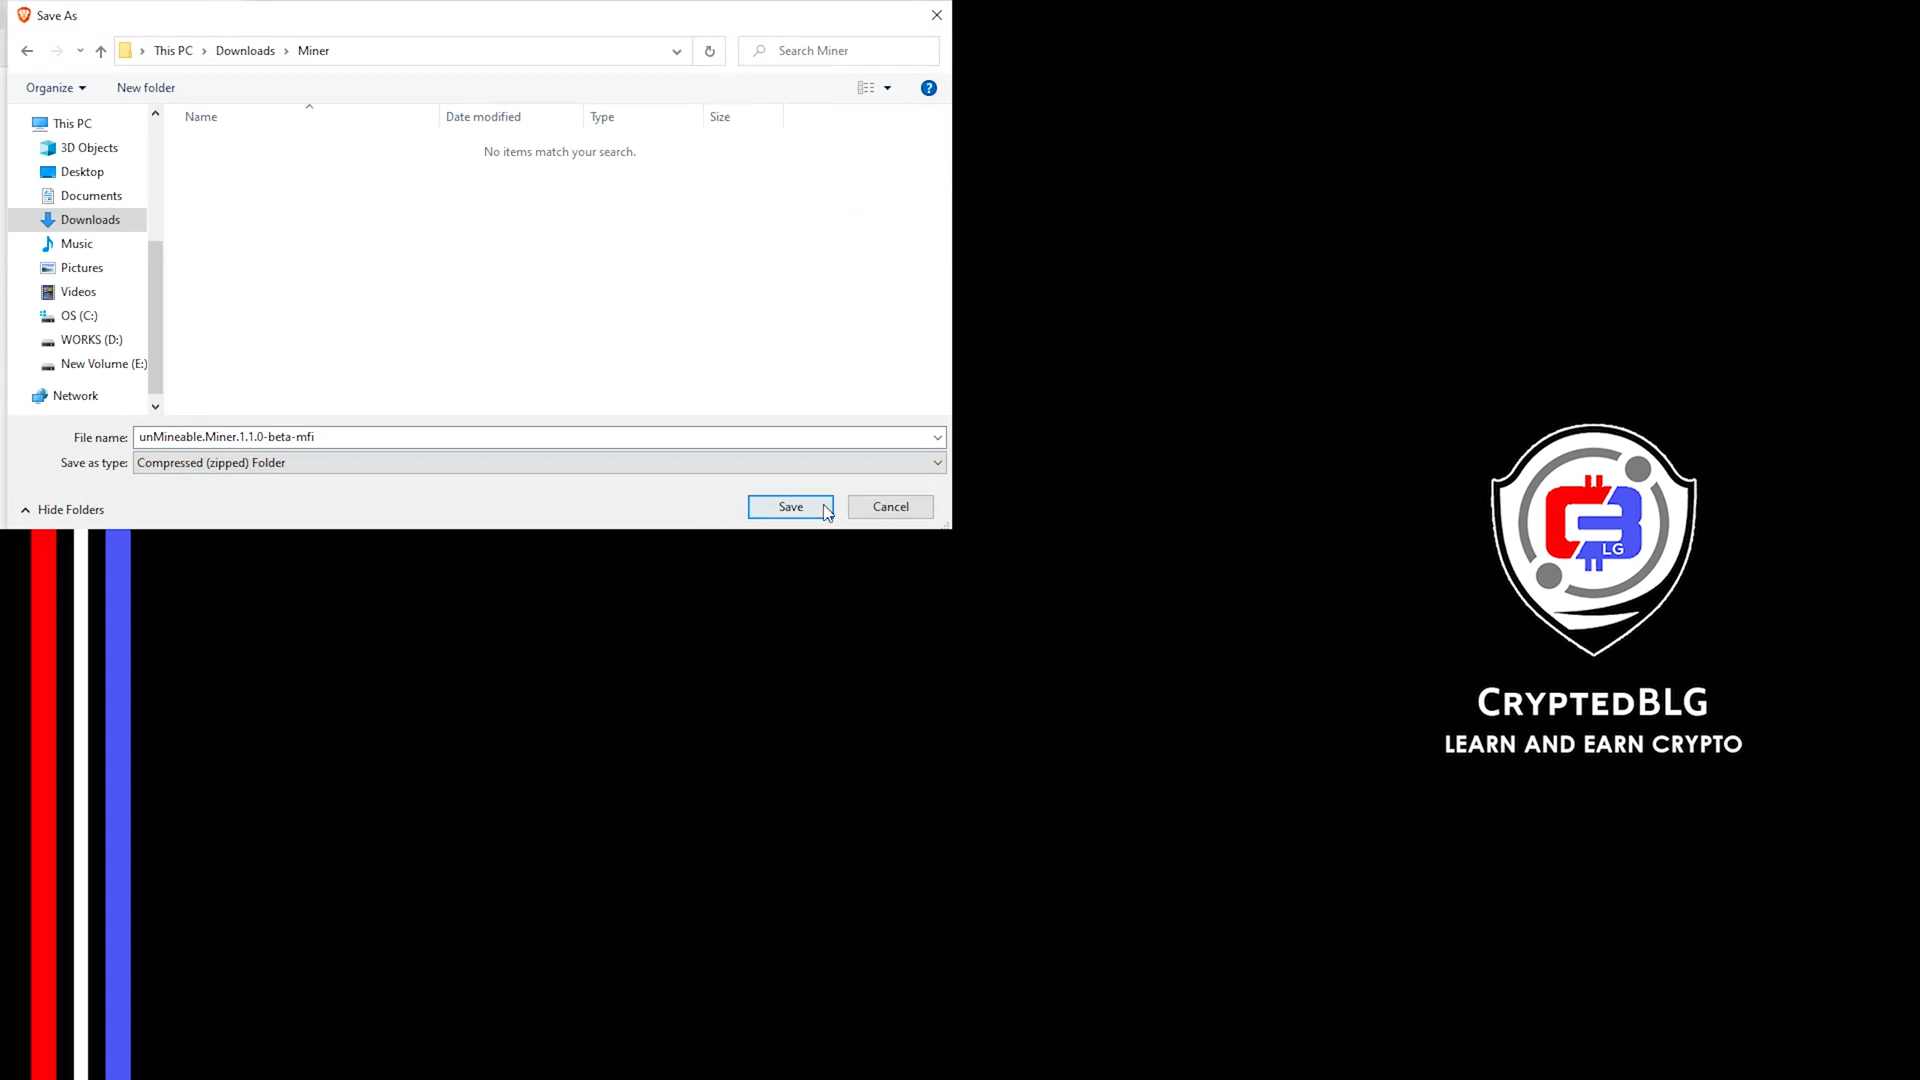 Save As
This PC
Downloads
Miner
Search Miner
Organize
New folder
Name
Date modified
Type
Size
No items match your search.
This PC
3D Objects
Desktop
Documents
Downloads
Music
Pictures
Videos
OS (C:)
WORKS (D:)
New Volume (E:)
Network
File name: unMineable.Miner.1.1.0-beta-mfi
Save as type: Compressed (zipped) Folder
Hide Folders
Save
Cancel
LG
CRYPTEDBLG
LEARN AND EARN CRYPTO